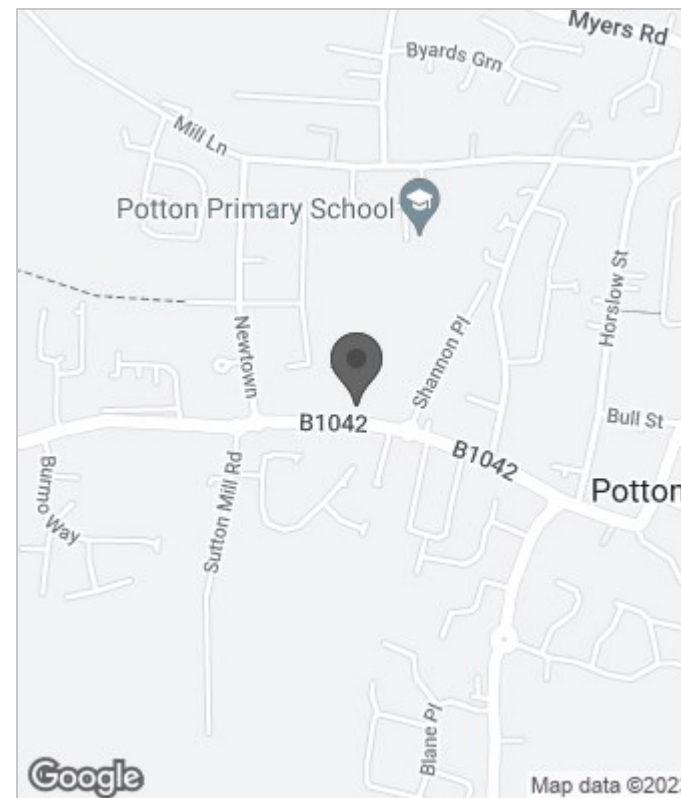 Myers Rd
Byards Grn
Mill Ln
Potton Primary School
Horslow St
Newtown
Shannon Pl
B1042
Bull St
B1042
Potton
Burmo Way
Sutton Mill Rd
Blane Pl
Google
Map data ©202